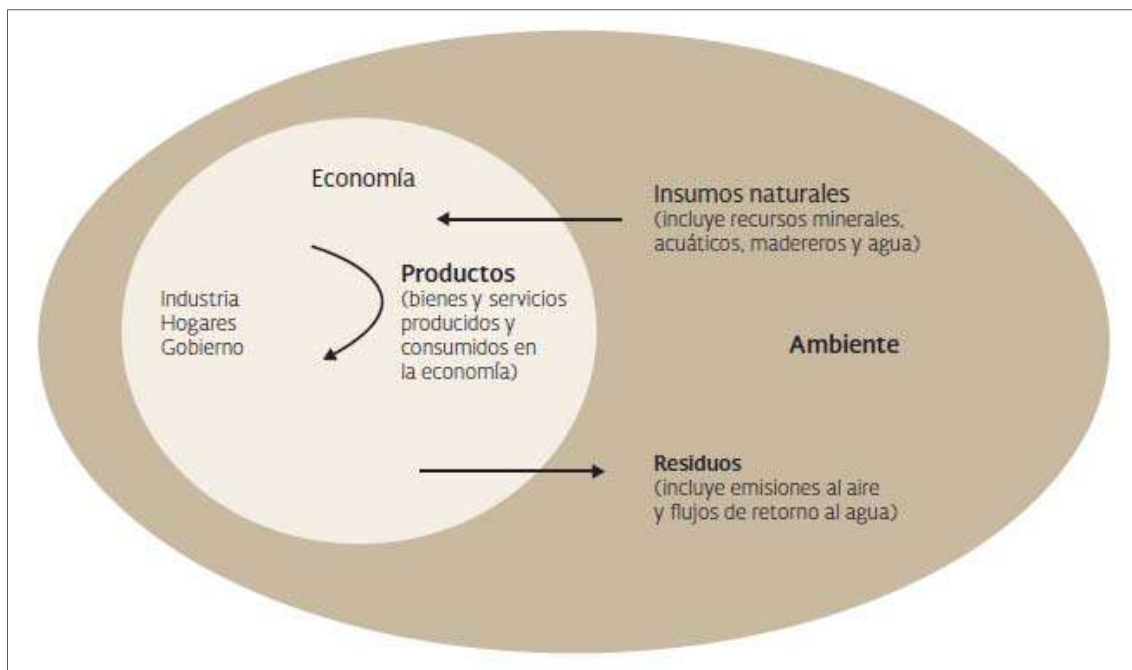 Economía
Insumos naturales
(incluye recursos minerales,
acuáticos, madereros y agua)
Productos
(bienes y servicios
producidos y
consumidos en
la economía)
Industria
Hogares
Gobierno
Ambiente
Residuos
(incluye emisiones al aire
y flujos de retorno al agua)